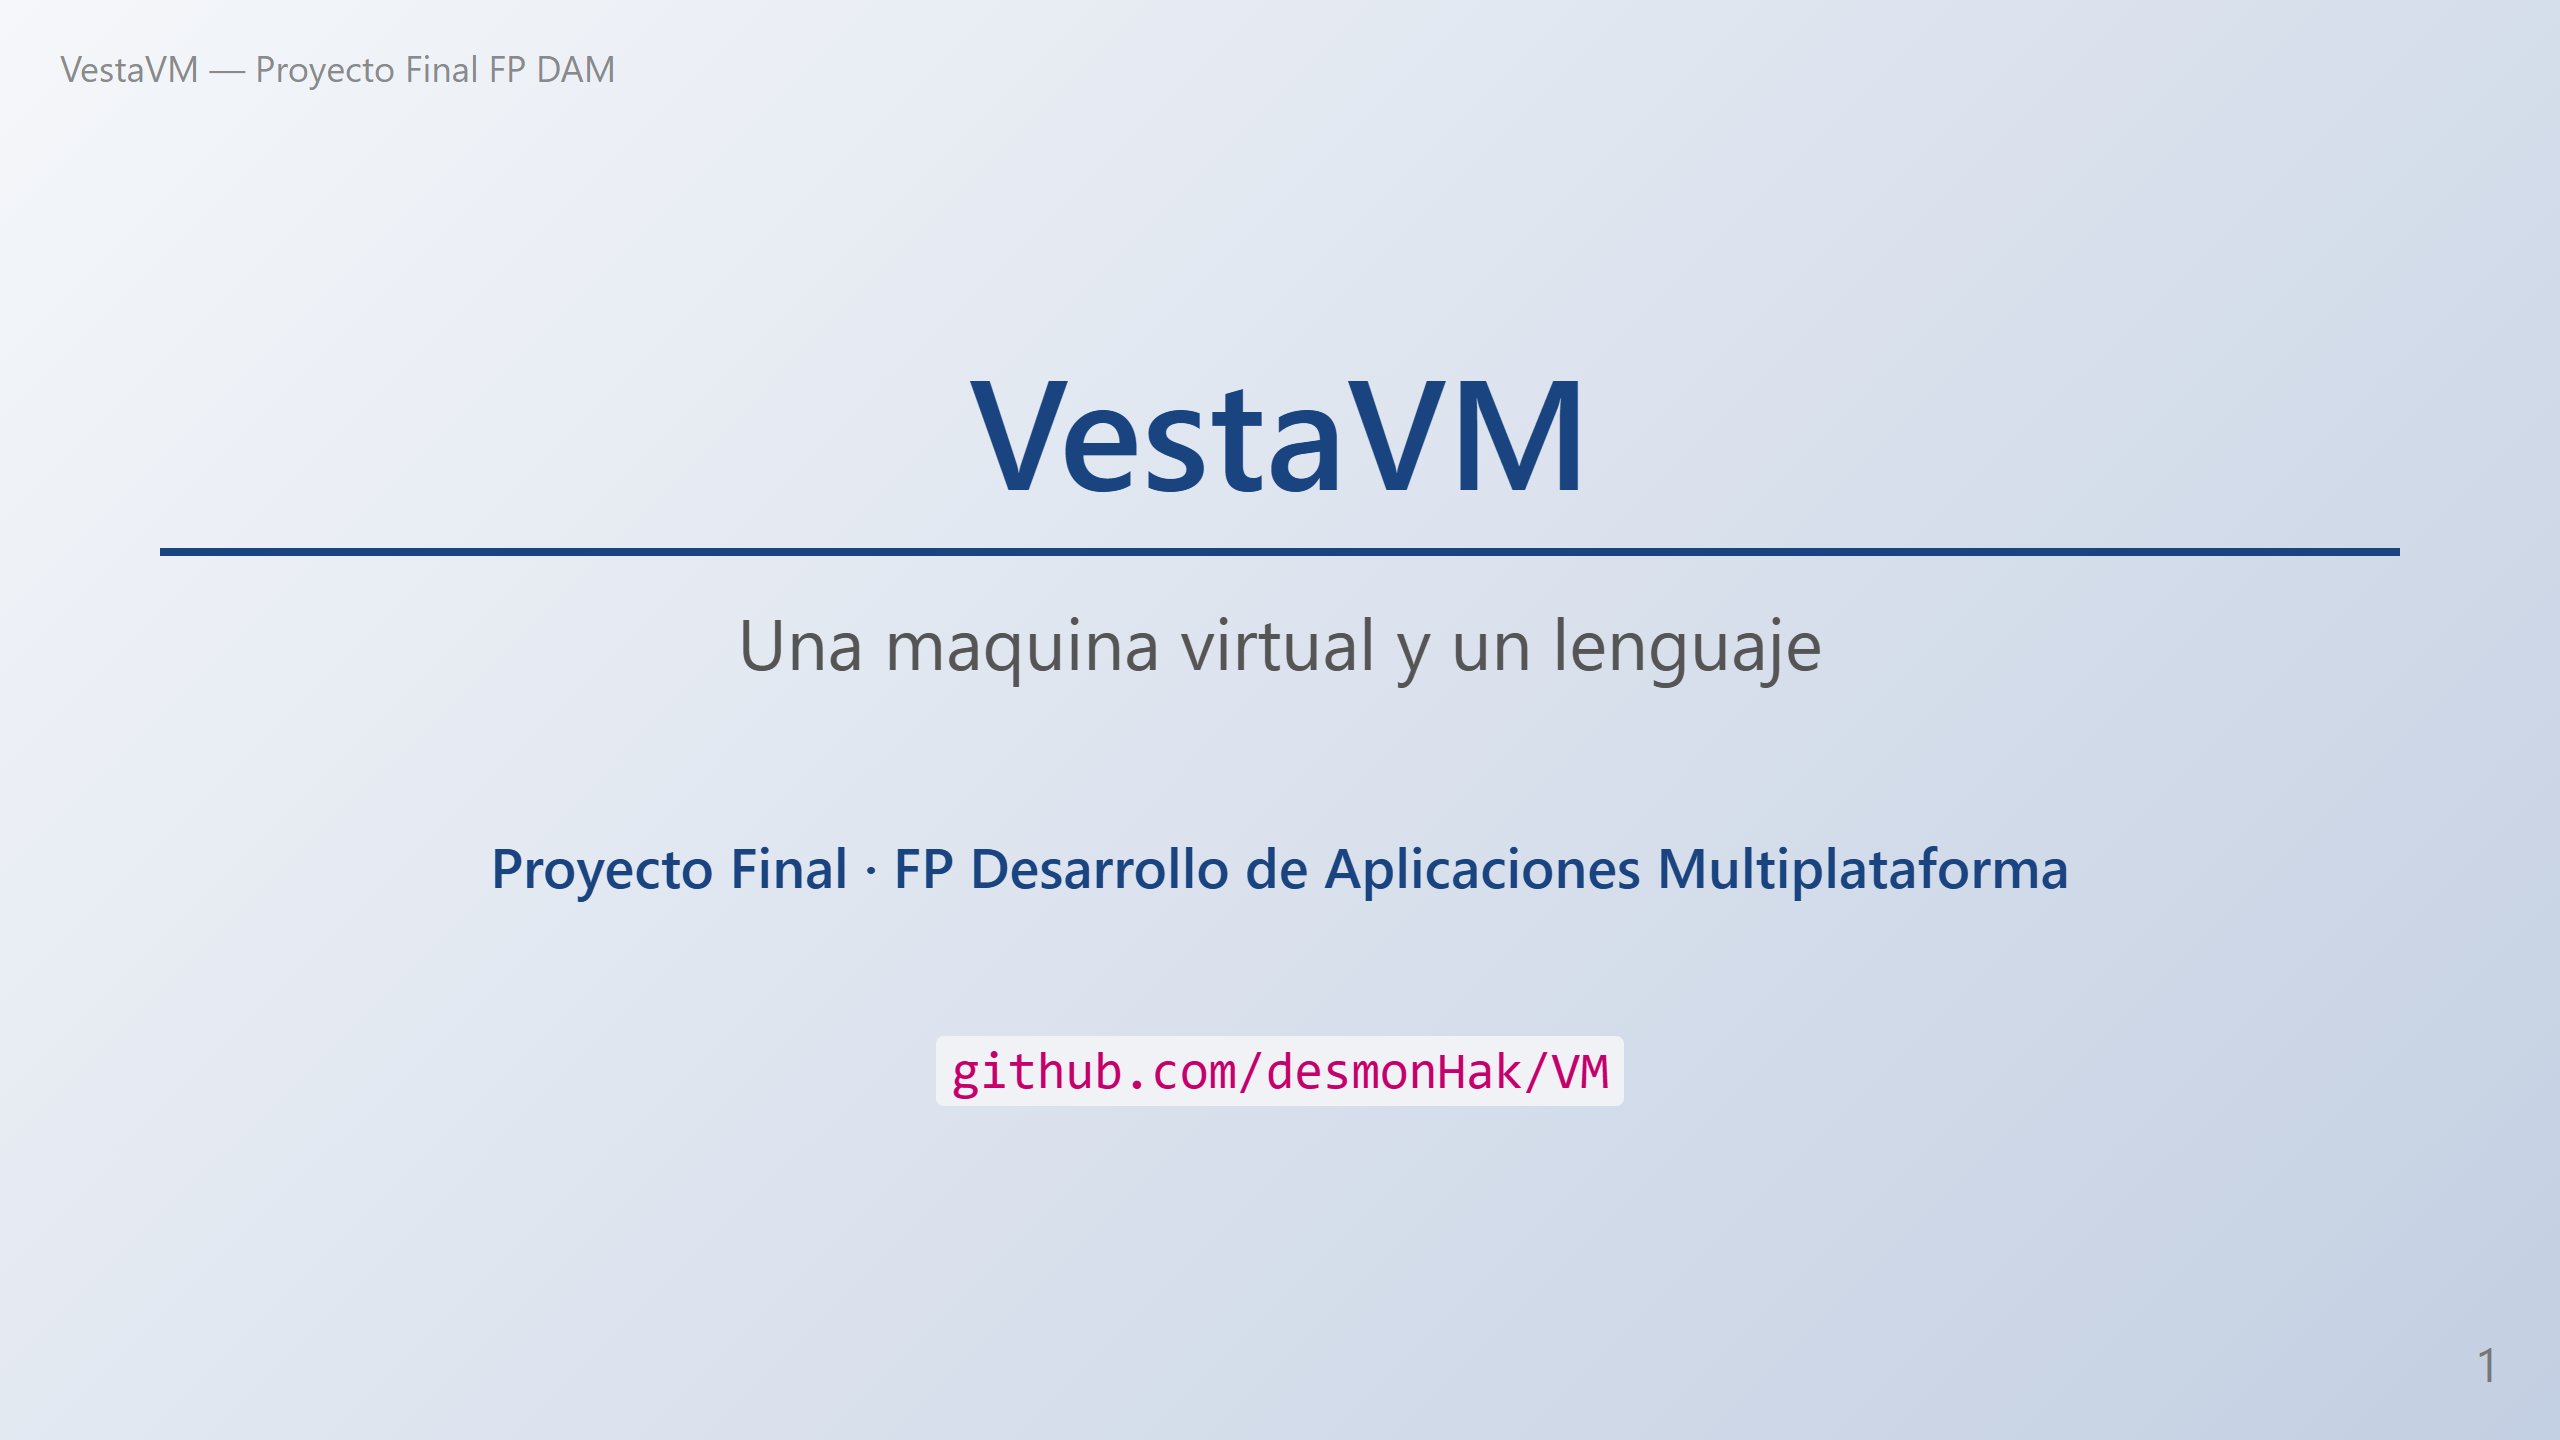 VestaVM — Proyecto Final FP DAM
VestaVM
Una maquina virtual y un lenguaje
Proyecto Final · FP Desarrollo de Aplicaciones Multiplataforma
github.com/desmonHak/VM
1